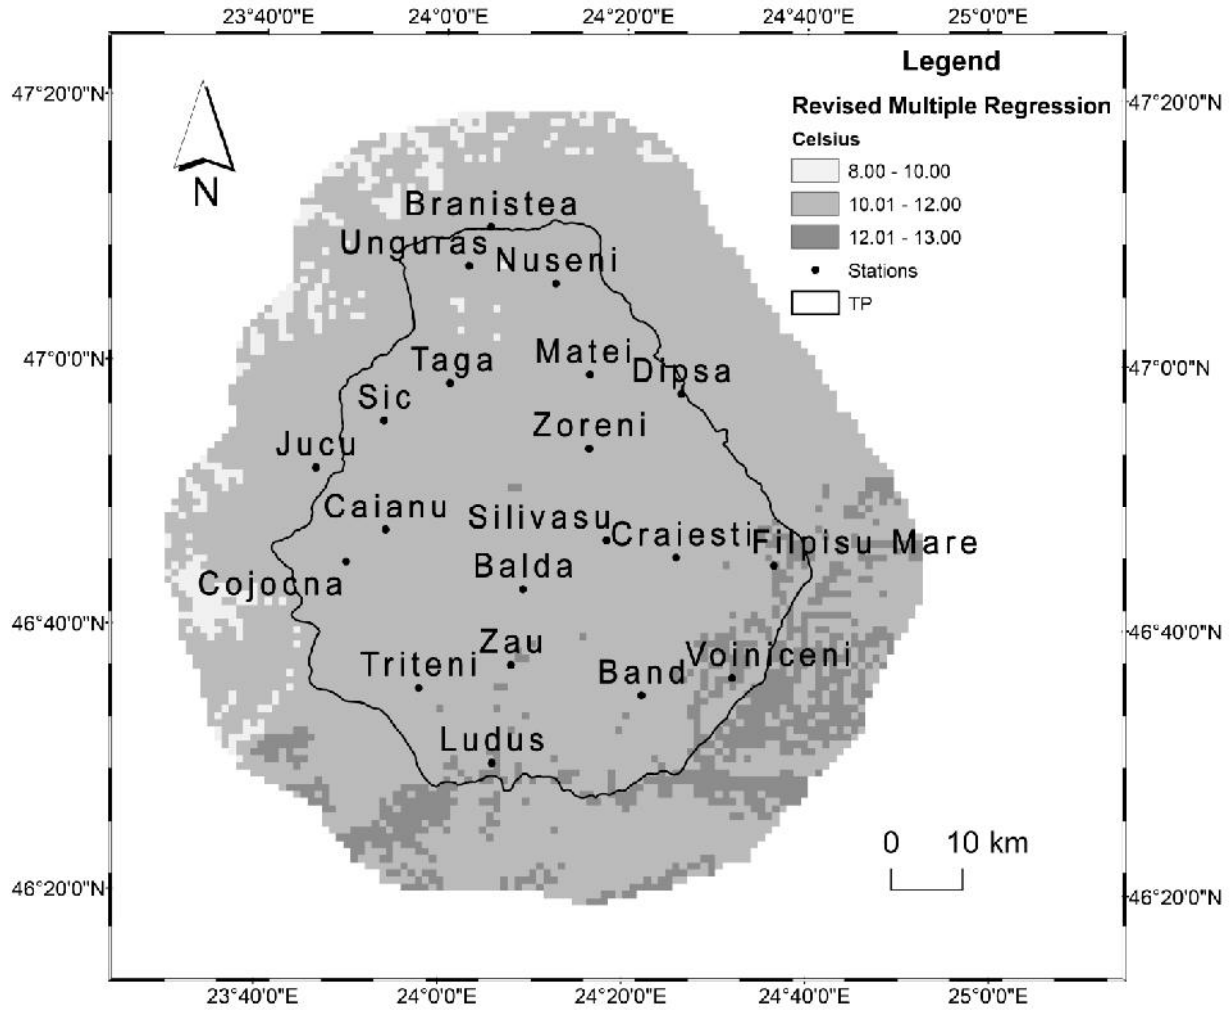 23°40'0"E 24°0'0"E 24°20'0"E 24°40'0"E 25°0'0"E
Legend
47°20'0"N
47°20'0"N
Revised Multiple Regression
Celsius
8.00 - 10.00
10.01 - 12.00
12.01 - 13.00
Stations
TP
N
Branistea
Unguras
Nuseni
47°0'0"N
47°0'0"N
Taga
Matei
Dipsa
Sic
Zoreni
Jucu
Caianu
Silivasu
Craiesti
Filpisu Mare
Balda
Cojocna
46°40'0"N
46°40'0"N
Zau
Triteni
Band
Voiniceni
Ludus
0 10 km
46°20'0"N
46°20'0"N
23°40'0"E 24°0'0"E 24°20'0"E 24°40'0"E 25°0'0"E